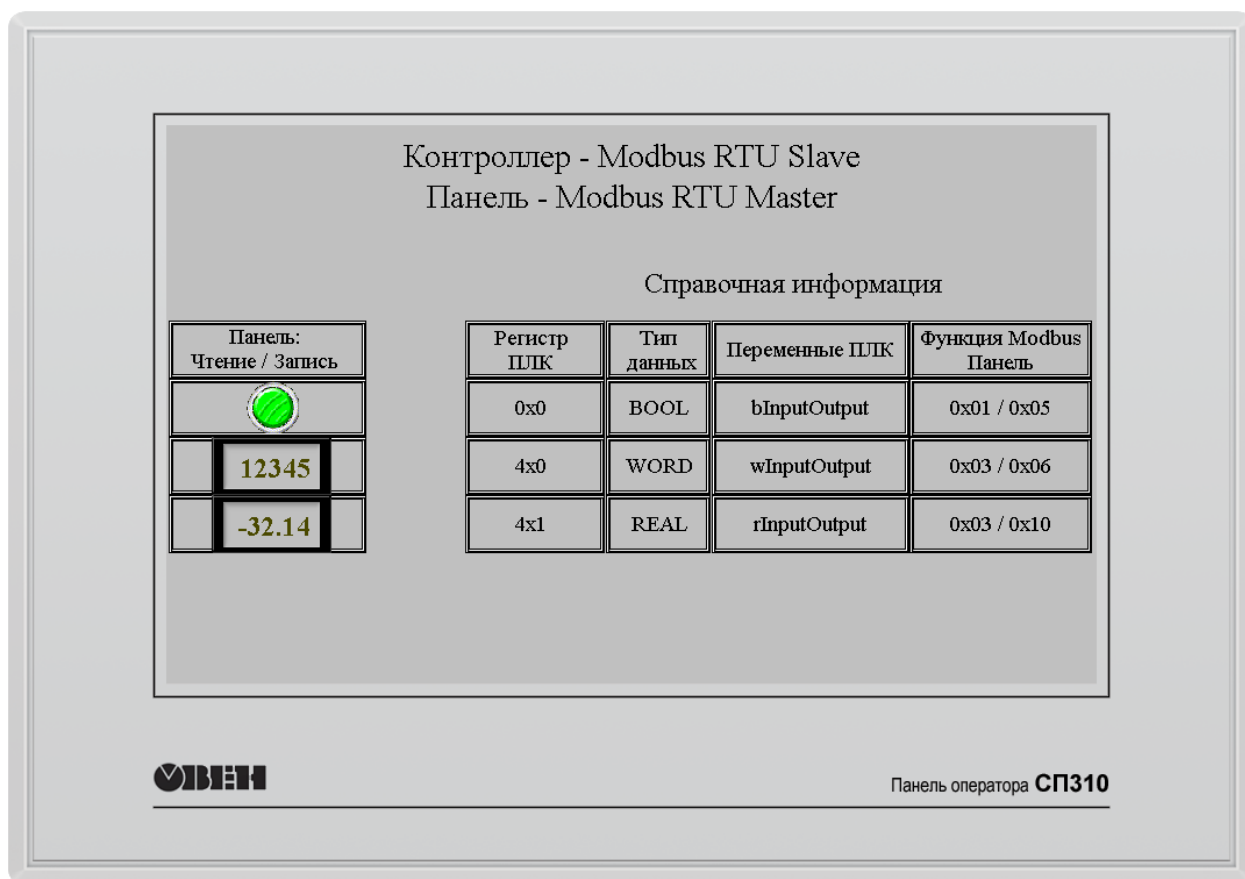 Контроллер - Modbus RTU Slave
Панель - Modbus RTU Master
Справочная информация
Панель:
Чтение / Запись
Регистр
ПЛК
Тип
данных
Переменные ПЛК
Функция Modbus
Панель
0x0
BOOL
bInputOutput
0x01 / 0x05
12345
4x0
WORD
wInputOutput
0x03 / 0x06
-32.14
4x1
REAL
rInputOutput
0x03 / 0x10
ОВЕН
Панель оператора СП310